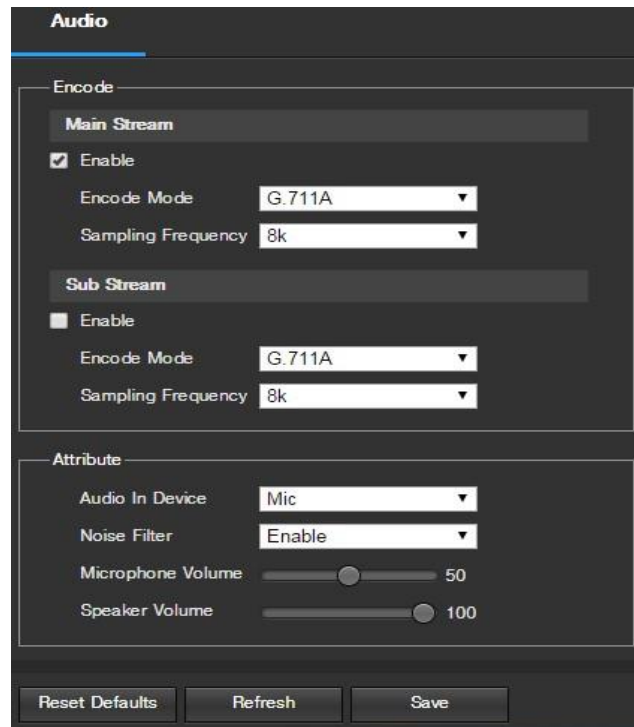 Audio
Encode
Main Stream
Enable
Encode Mode G.711A
Sampling Frequency 8k
Sub Stream
Enable
Encode Mode G.711A
Sampling Frequency 8k
Attribute
Audio In Device Mic
Noise Filter Enable
Microphone Volume 50
Speaker Volume 100
Reset Defaults Refresh Save